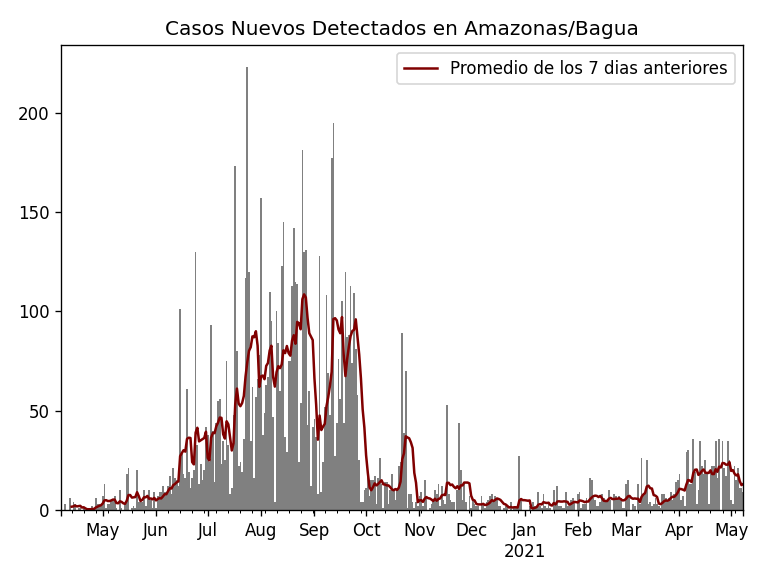 Casos Nuevos Detectados en Amazonas/Bagua
Promedio de los 7 dias anteriores
200
150
100
50
0
May Jun Jul Aug Sep Oct Nov Dec Jan Feb Mar Apr May
2021